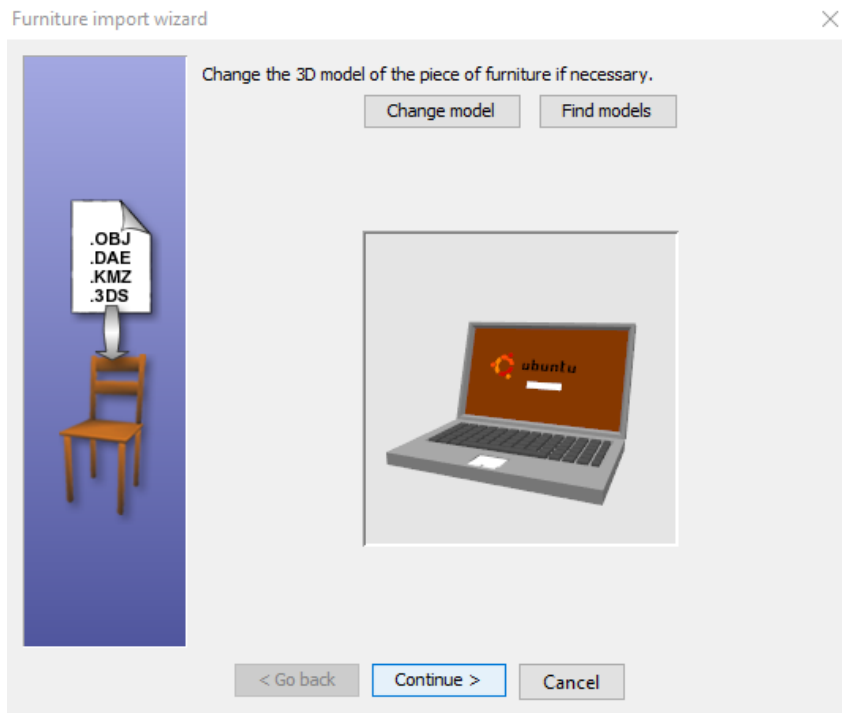 Furniture import wizard
Change the 3D model of the piece of furniture if necessary.
Change model
Find models
.OBJ
.DAE
.KMZ
.3DS
ubuntu
< Go back
Continue >
Cancel